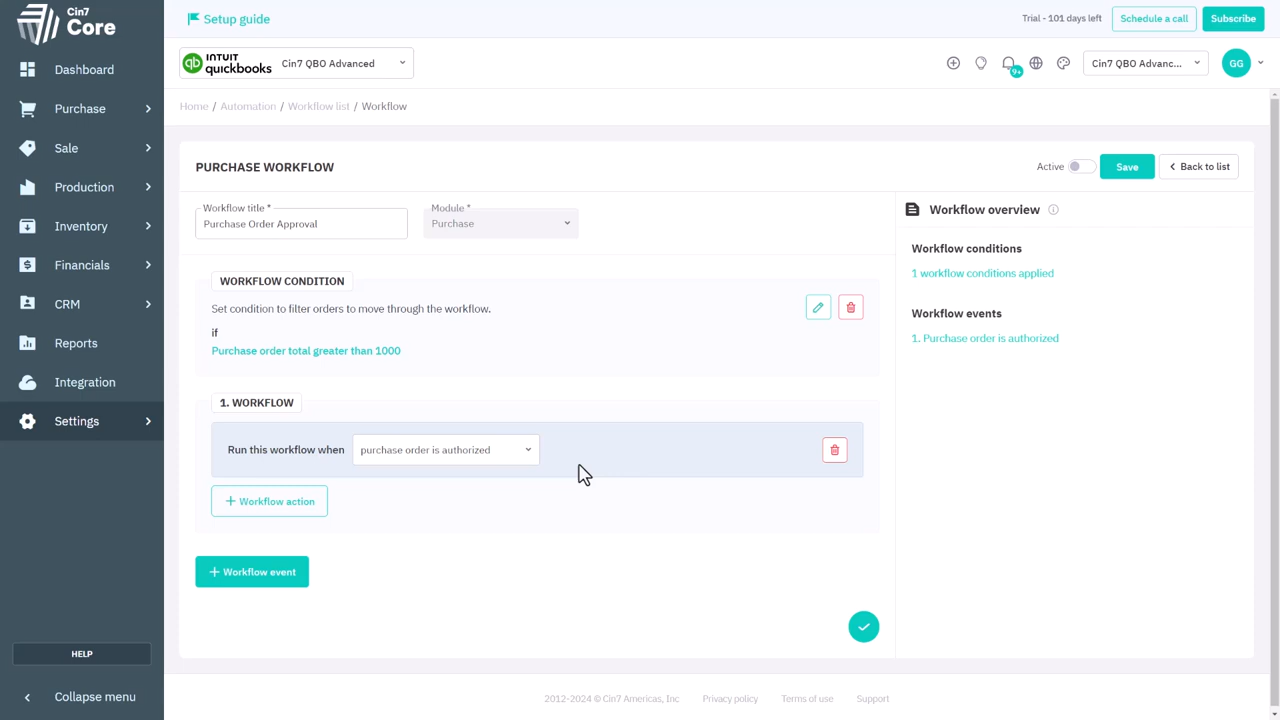 Cin7
Core
Setup guide
Trial - 101 days left
Schedule a call
Subscribe
Dashboard
Purchase
Sale
Production
Inventory
Financials
CRM
Reports
Integration
Settings
HELP
Collapse menu
qb INTUIT quickbooks
Cin7 QBO Advanced
9+
Cin7 QBO Advanc...
GG
Home / Automation / Workflow list / Workflow
PURCHASE WORKFLOW
Active
Save
Back to list
Workflow title *
Purchase Order Approval
Module *
Purchase
WORKFLOW CONDITION
Set condition to filter orders to move through the workflow.
if
Purchase order total greater than 1000
1. WORKFLOW
Run this workflow when
purchase order is authorized
+ Workflow action
+ Workflow event
Workflow overview
Workflow conditions
1 workflow conditions applied
Workflow events
1. Purchase order is authorized
2012-2024 © Cin7 Americas, Inc
Privacy policy
Terms of use
Support